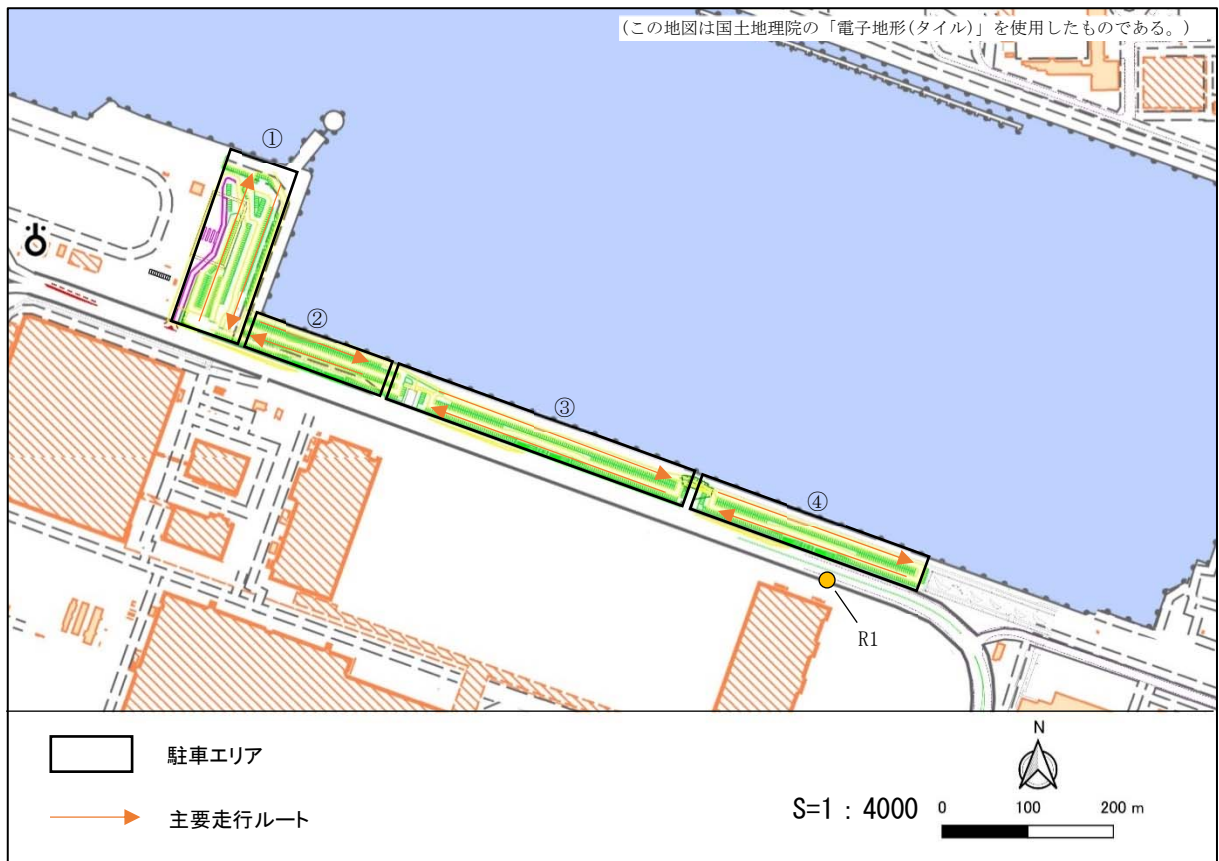 (この地図は国土地理院の「電子地形(タイル)」を使用したものである。)
①
②
③
④
R1
駐車エリア
主要走行ルート
N
S=1：4000
0 100 200 m